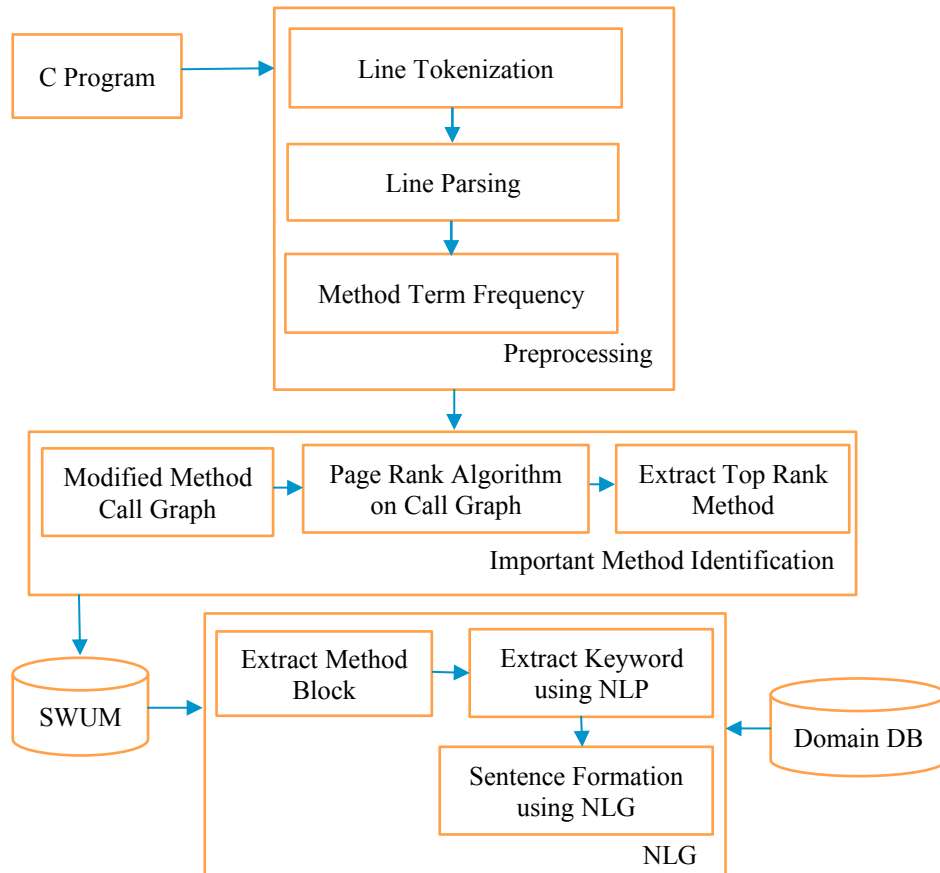 C Program
Line Tokenization
Line Parsing
Method Term Frequency
Preprocessing
Modified Method
Call Graph
Page Rank Algorithm
on Call Graph
Extract Top Rank
Method
Important Method Identification
SWUM
Extract Method
Block
Extract Keyword
using NLP
Domain DB
Sentence Formation
using NLG
NLG